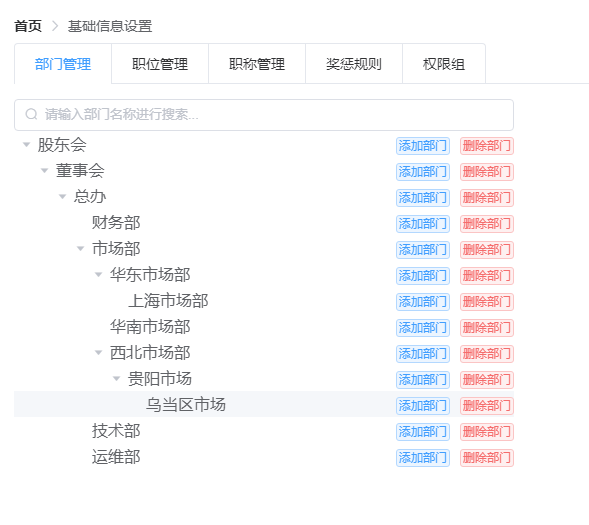 首页 > 基础信息设置
部门管理 职位管理 职称管理 奖惩规则 权限组
请输入部门名称进行搜索...
股东会 添加部门 删除部门
董事会 添加部门 删除部门
总办 添加部门 删除部门
财务部 添加部门 删除部门
市场部 添加部门 删除部门
华东市场部 添加部门 删除部门
上海市场部 添加部门 删除部门
华南市场部 添加部门 删除部门
西北市场部 添加部门 删除部门
贵阳市场 添加部门 删除部门
乌当区市场 添加部门 删除部门
技术部 添加部门 删除部门
运维部 添加部门 删除部门